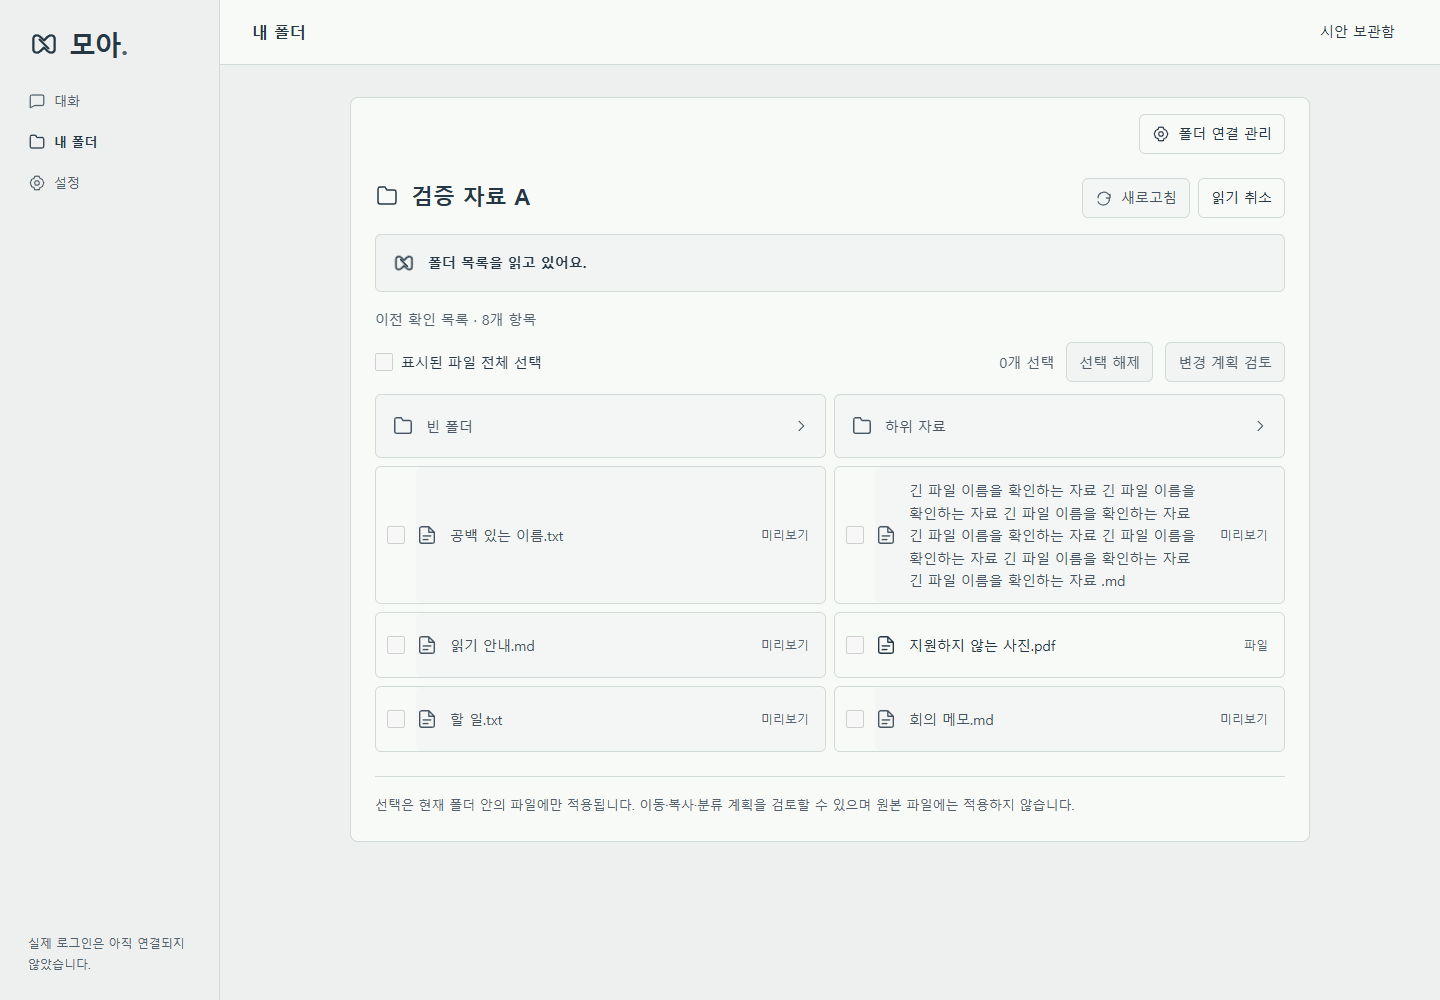 모아.
대화
내 폴더
설정
실제 로그인은 아직 연결되지
않았습니다.
내 폴더
시안 보관함
폴더 연결 관리
검증 자료 A
새로고침
읽기 취소
폴더 목록을 읽고 있어요.
이전 확인 목록 · 8개 항목
표시된 파일 전체 선택
0개 선택
선택 해제
변경 계획 검토
빈 폴더
하위 자료
공백 있는 이름.txt
미리보기
긴 파일 이름을 확인하는 자료 긴 파일 이름을
확인하는 자료 긴 파일 이름을 확인하는 자료
긴 파일 이름을 확인하는 자료 긴 파일 이름을
확인하는 자료 긴 파일 이름을 확인하는 자료
긴 파일 이름을 확인하는 자료 .md
미리보기
읽기 안내.md
미리보기
지원하지 않는 사진.pdf
파일
할 일.txt
미리보기
회의 메모.md
미리보기
선택은 현재 폴더 안의 파일에만 적용됩니다. 이동·복사·분류 계획을 검토할 수 있으며 원본 파일에는 적용하지 않습니다.